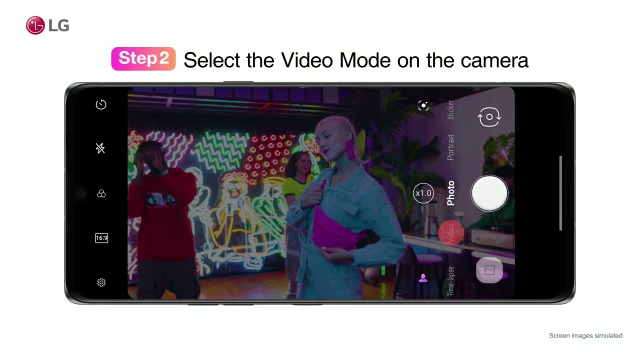 LG
Step2 Select the Video Mode on the camera
16:9
x1.0
Sticker
Portrait
Photo
Video
Time-lapse
Screen images simulated